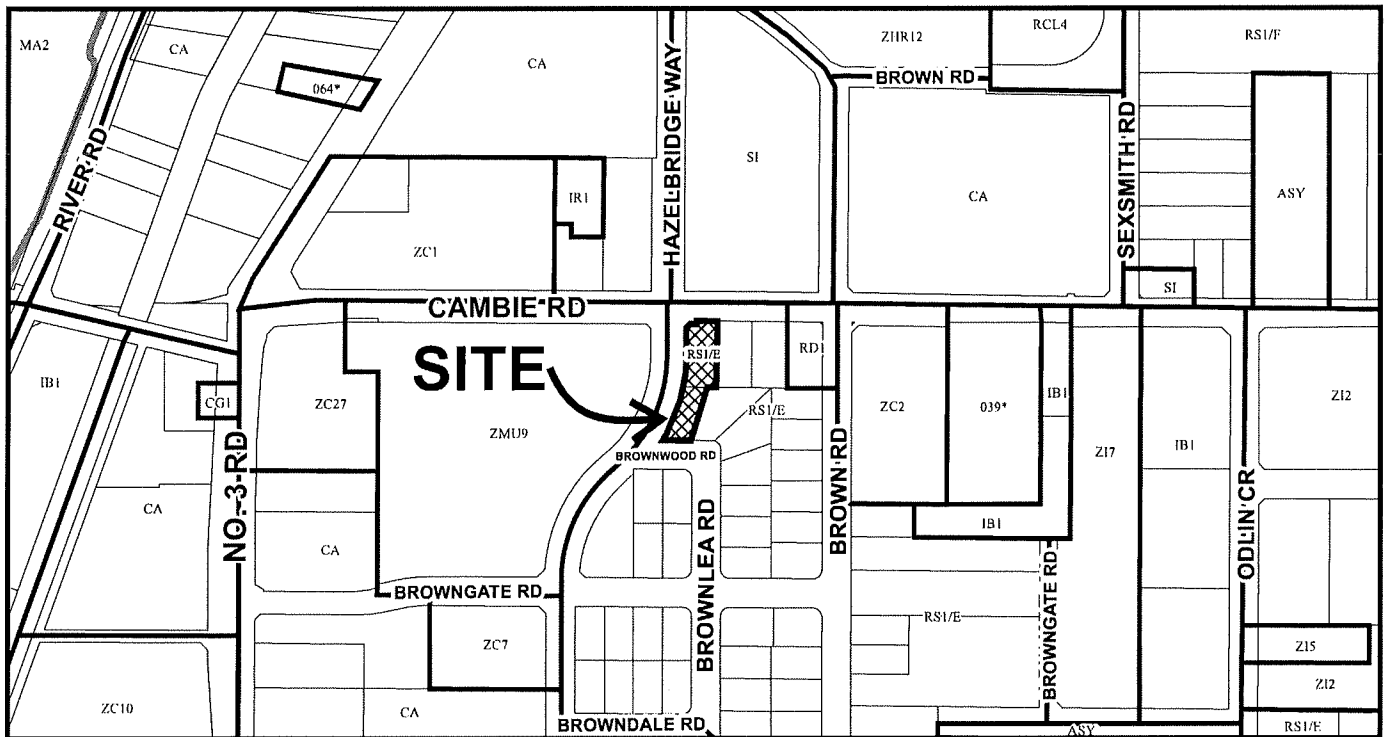 MA2
CA
064*
CA
HAZELBRIDGE WAY
ZHR12
RCL4
RS1/F
BROWN RD
RIVER RD
SI
CA
SEXSMITH RD
ASY
IR1
ZC1
SI
CAMBIE RD
SITE
RS1/E
RD1
IB1
CG1
ZC27
ZMU9
RS1/E
ZC2
039*
IB1
ZI7
IB1
ZI2
BROWNWOOD RD
NO. 3 RD
CA
CA
BROWNLEA RD
BROWN RD
IB1
ODLIN CR
BROWNGATE RD
BROWNGATE RD
RS1/E
ZC7
ZI5
ZI2
ZC10
CA
BROWNDALE RD
ASY
RS1/E